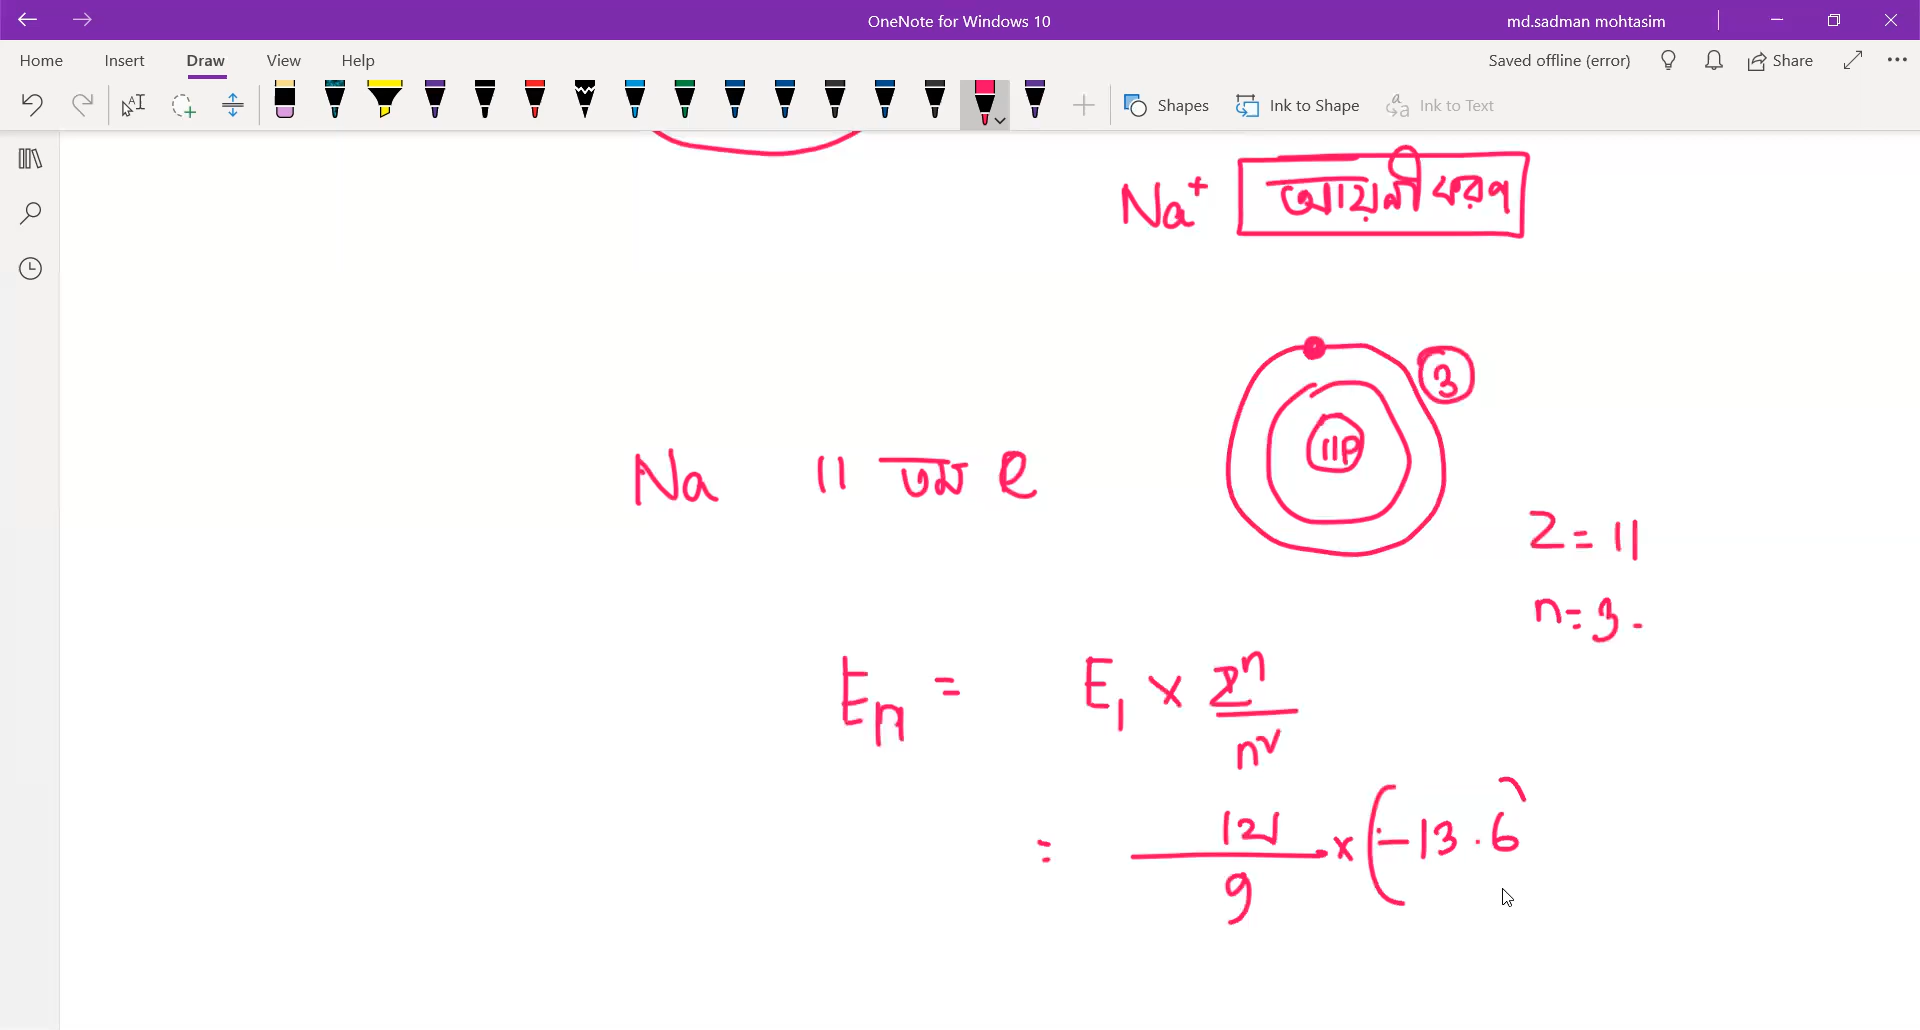 OneNote for Windows 10
md.sadman mohtasim
Home Insert Draw View Help
Saved offline (error) Share
Shapes Ink to Shape Ink to Text
Na⁺ আয়নীকরণ
3
11P
Na 11 তম e
Z = 11
n = 3
Eₙ = E₁ × Zⁿ/n²
= 121/9 × (-13.6